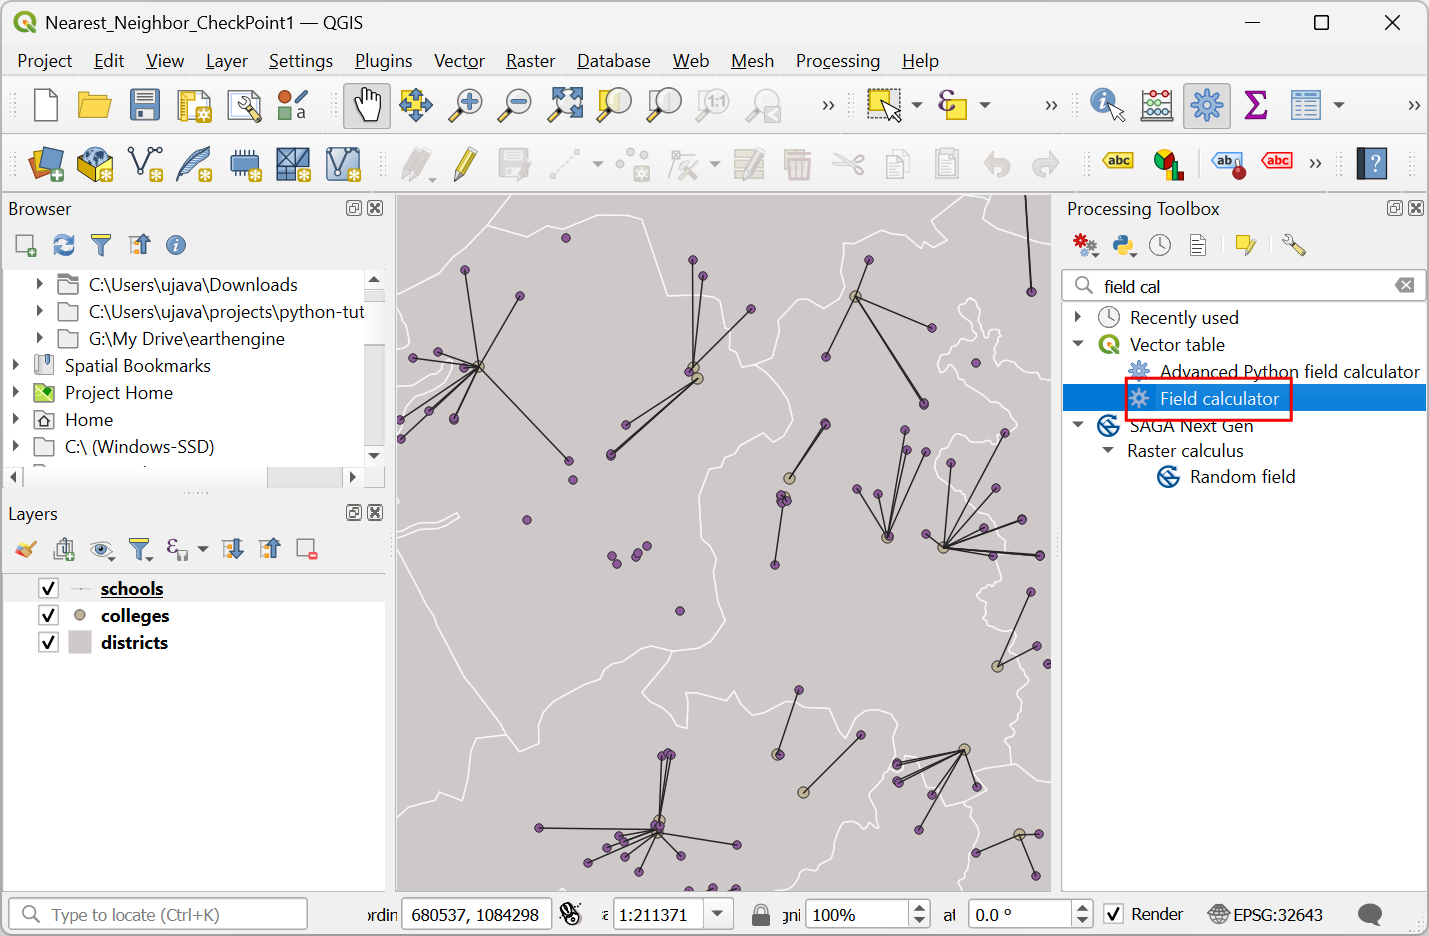 Nearest_Neighbor_CheckPoint1 — QGIS
Project Edit View Layer Settings Plugins Vector Raster Database Web Mesh Processing Help
1:1
abc ab abc ?
Browser
C:\Users\ujava\Downloads
C:\Users\ujava\projects\python-tut
G:\My Drive\earthengine
Spatial Bookmarks
Project Home
Home
C:\ (Windows-SSD)
Layers
schools
colleges
districts
Processing Toolbox
field cal
Recently used
Vector table
Advanced Python field calculator
Field calculator
SAGA Next Gen
Raster calculus
Random field
Type to locate (Ctrl+K) ordin 680537, 1084298 1:211371 gni 100% at 0.0 ° Render EPSG:32643